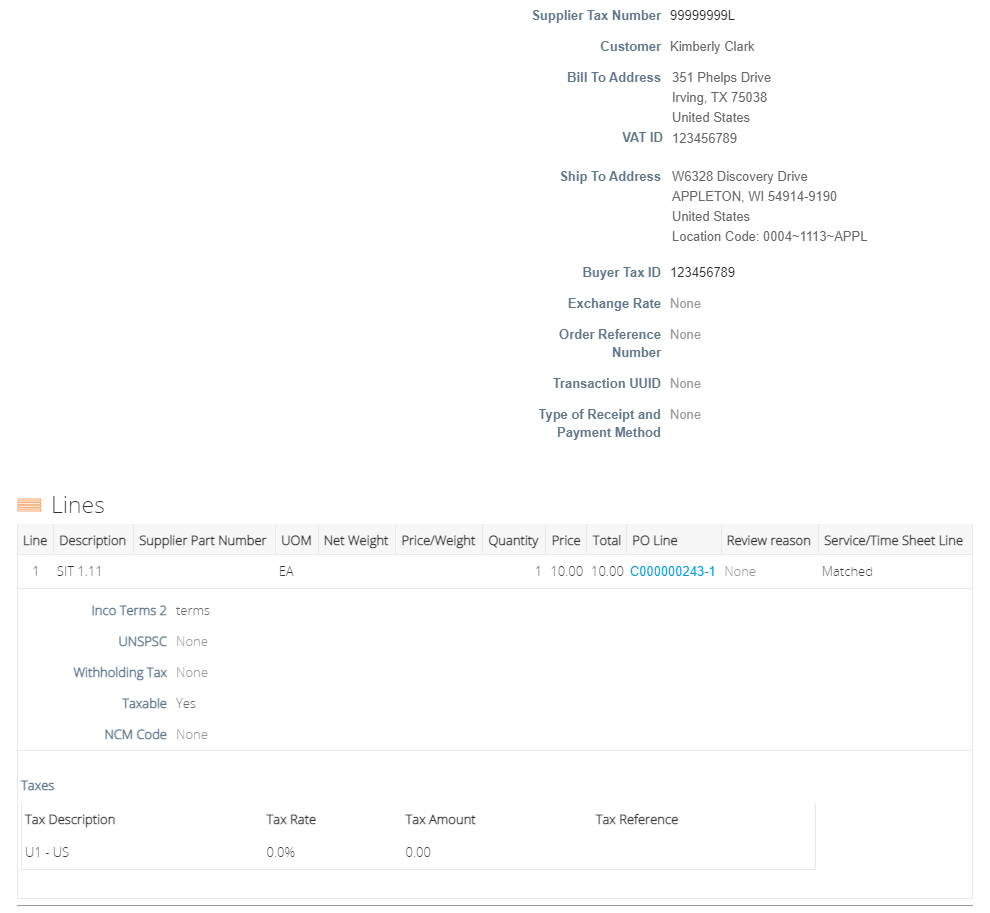 Supplier Tax Number 99999999L
Customer Kimberly Clark
Bill To Address 351 Phelps Drive
Irving, TX 75038
United States
VAT ID 123456789
Ship To Address W6328 Discovery Drive
APPLETON, WI 54914-9190
United States
Location Code: 0004~1113~APPL
Buyer Tax ID 123456789
Exchange Rate None
Order Reference None
Number
Transaction UUID None
Type of Receipt and None
Payment Method
Lines
Line Description Supplier Part Number UOM Net Weight Price/Weight Quantity Price Total PO Line Review reason Service/Time Sheet Line
1 SIT 1.11 EA 1 10.00 10.00 C000000243-1 None Matched
Inco Terms 2 terms
UNSPSC None
Withholding Tax None
Taxable Yes
NCM Code None
Taxes
Tax Description Tax Rate Tax Amount Tax Reference
U1 - US 0.0% 0.00